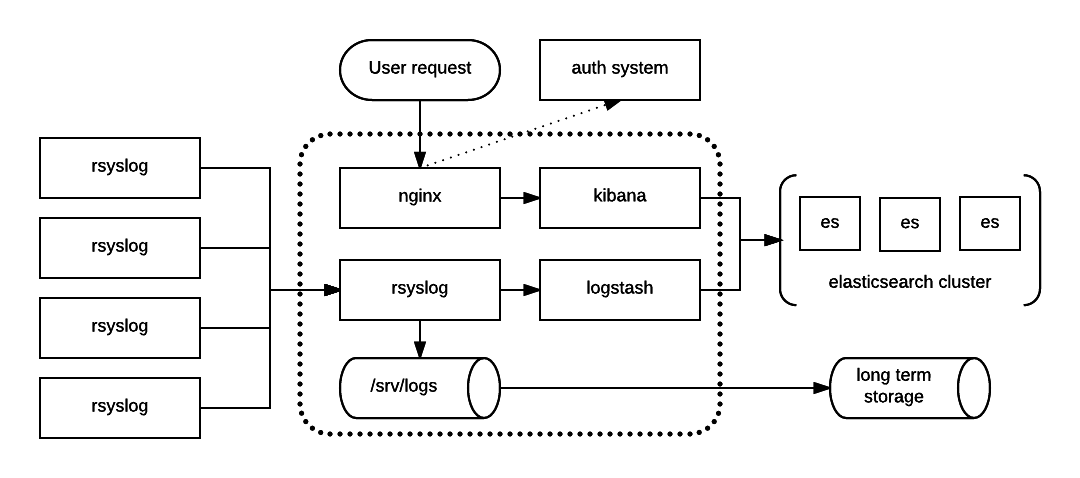 User request
auth system
rsyslog
rsyslog
rsyslog
rsyslog
nginx
kibana
rsyslog
logstash
/srv/logs
es
es
es
elasticsearch cluster
long term
storage